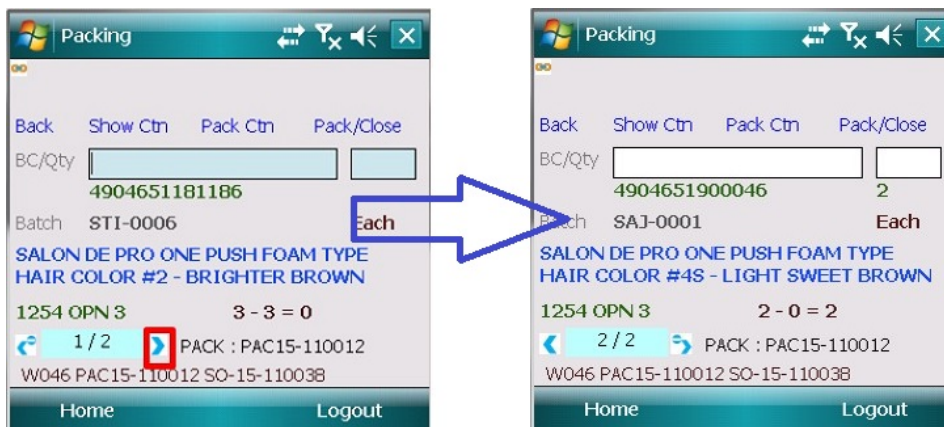 Packing
Back Show Ctn Pack Ctn Pack/Close
BC/Qty
4904651181186
Batch STI-0006 Each
SALON DE PRO ONE PUSH FOAM TYPE
HAIR COLOR #2 - BRIGHTER BROWN
1254 OPN 3 3 - 3 = 0
1 / 2 PACK : PAC15-110012
W046 PAC15-110012 SO-15-110038
Home Logout
Packing
Back Show Ctn Pack Ctn Pack/Close
BC/Qty
4904651900046 2
Batch SAJ-0001 Each
SALON DE PRO ONE PUSH FOAM TYPE
HAIR COLOR #4S - LIGHT SWEET BROWN
1254 OPN 3 2 - 0 = 2
2 / 2 PACK : PAC15-110012
W046 PAC15-110012 SO-15-110038
Home Logout